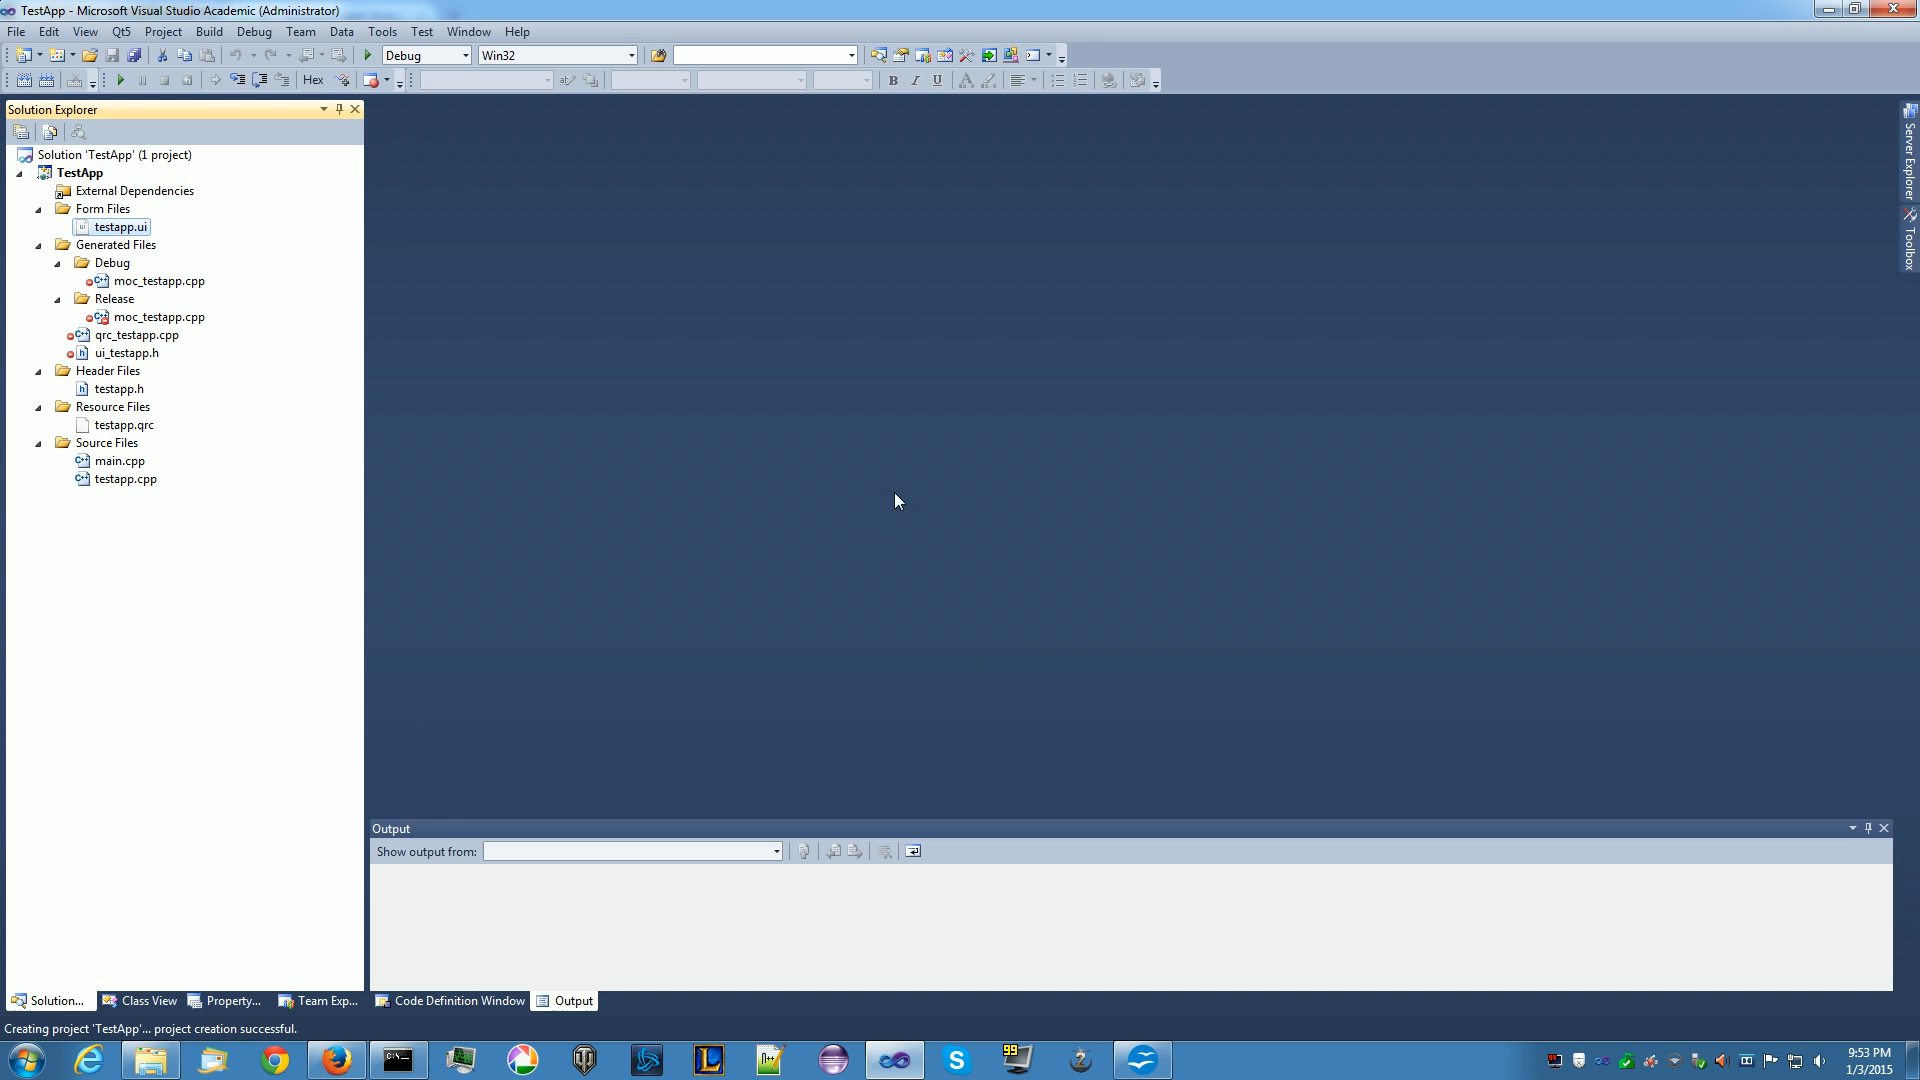 TestApp - Microsoft Visual Studio Academic (Administrator)
File Edit View Qt5 Project Build Debug Team Data Tools Test Window Help
Debug Win32
Hex
B I U A
Solution Explorer
Solution 'TestApp' (1 project)
TestApp
External Dependencies
Form Files
testapp.ui
Generated Files
Debug
moc_testapp.cpp
Release
moc_testapp.cpp
qrc_testapp.cpp
ui_testapp.h
Header Files
testapp.h
Resource Files
testapp.qrc
Source Files
main.cpp
testapp.cpp
Server Explorer
Toolbox
Output
Show output from:
Solution... Class View Property... Team Exp... Code Definition Window Output
Creating project 'TestApp'... project creation successful.
99
9:53 PM
1/3/2015